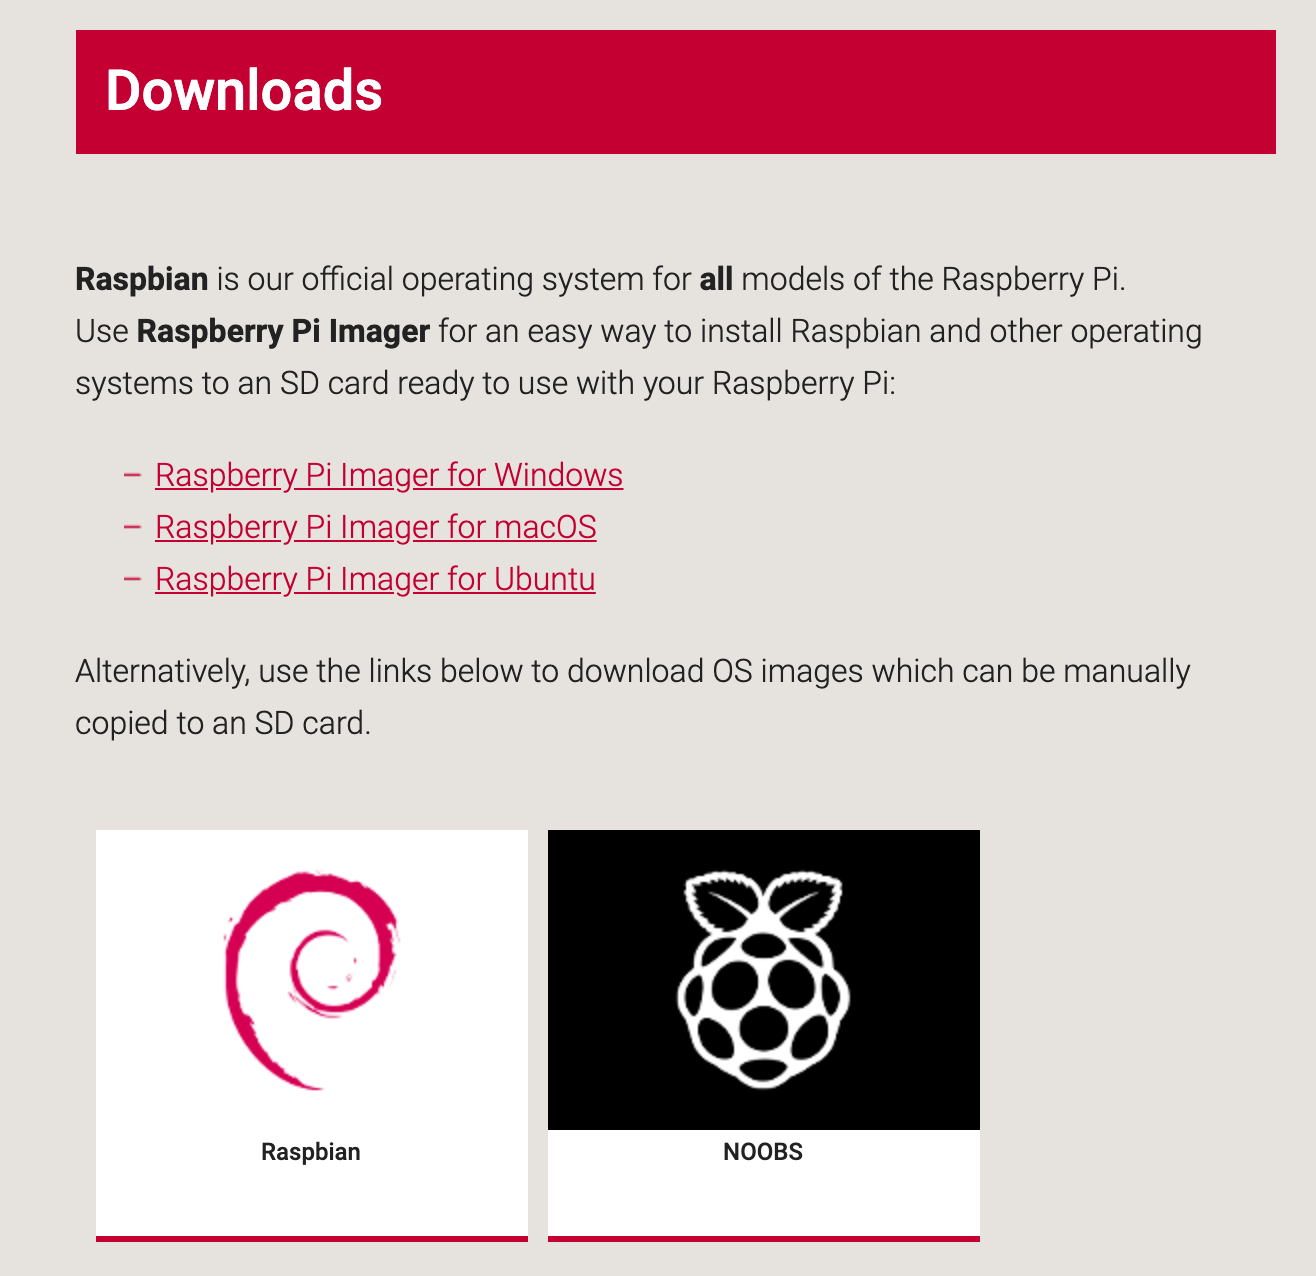 Downloads
Raspbian is our official operating system for all models of the Raspberry Pi.
Use Raspberry Pi Imager for an easy way to install Raspbian and other operating
systems to an SD card ready to use with your Raspberry Pi:
– Raspberry Pi Imager for Windows
– Raspberry Pi Imager for macOS
– Raspberry Pi Imager for Ubuntu
Alternatively, use the links below to download OS images which can be manually
copied to an SD card.
Raspbian
NOOBS